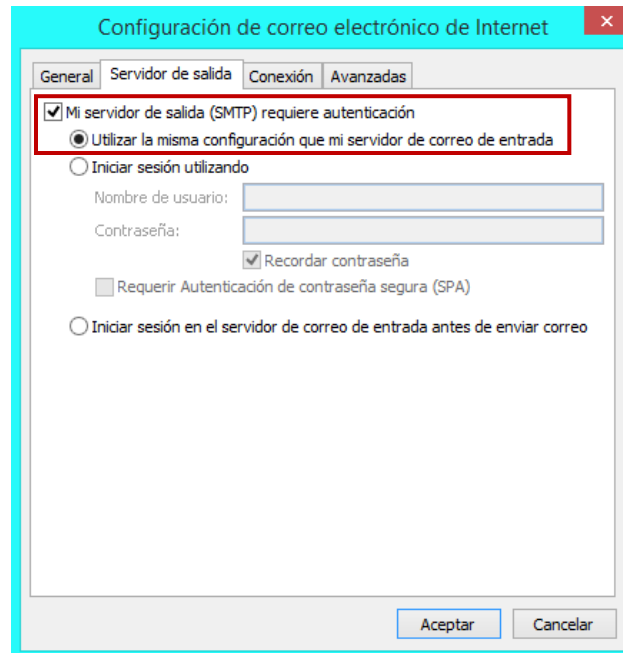 Configuración de correo electrónico de Internet
General Servidor de salida Conexión Avanzadas
Mi servidor de salida (SMTP) requiere autenticación
Utilizar la misma configuración que mi servidor de correo de entrada
Iniciar sesión utilizando
Nombre de usuario:
Contraseña:
Recordar contraseña
Requerir Autenticación de contraseña segura (SPA)
Iniciar sesión en el servidor de correo de entrada antes de enviar correo
Aceptar Cancelar